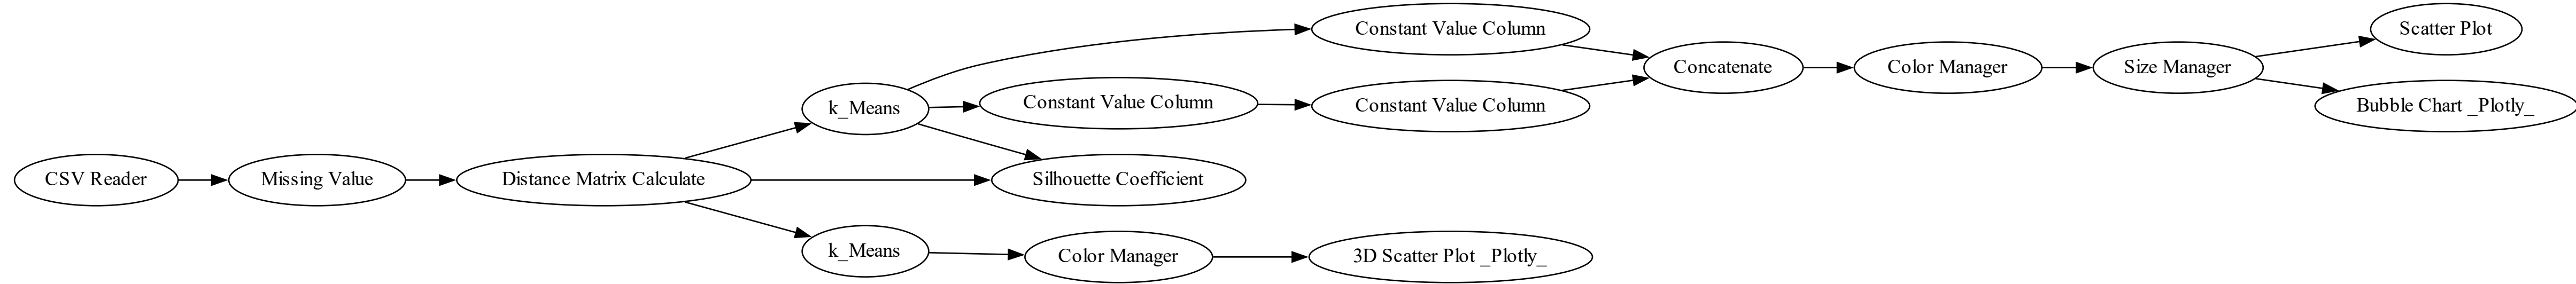 CSV Reader
Missing Value
Distance Matrix Calculate
k_Means
Constant Value Column
Constant Value Column
Constant Value Column
Silhouette Coefficient
k_Means
Color Manager
3D Scatter Plot _Plotly_
Concatenate
Color Manager
Size Manager
Scatter Plot
Bubble Chart _Plotly_